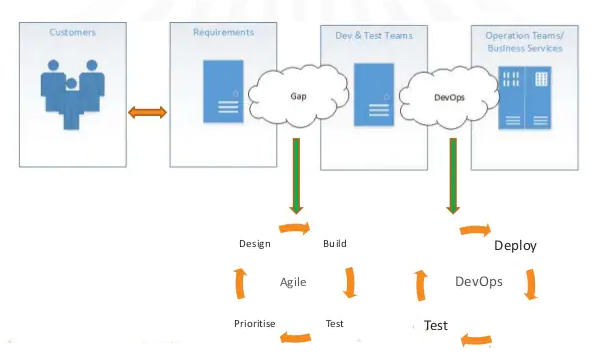 Customers
Requirements
Dev & Test Teams
Operation Teams/
Business Services
Gap
DevOps
Design
Build
Deploy
Agile
DevOps
Prioritise
Test
Test